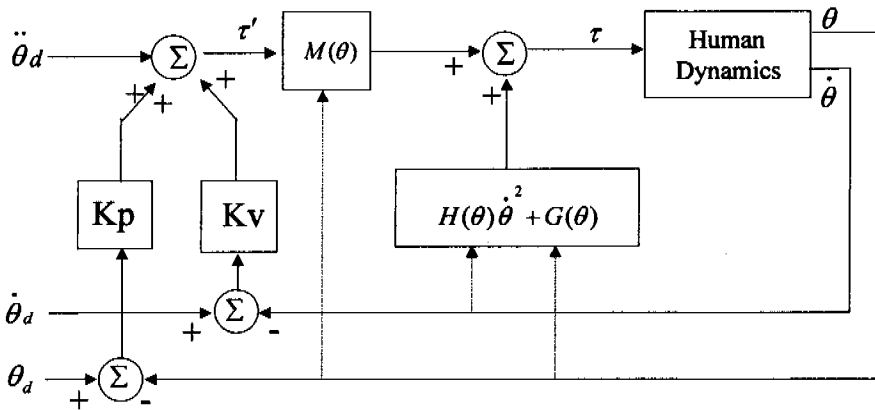 θ̈d
+
Σ
τ′
M(θ)
+
Σ
τ
Human
Dynamics
θ
θ̇
+
+
+
+
Kp
Kv
H(θ)θ̇² + G(θ)
θ̇d
+
Σ
-
θd
+
Σ
-